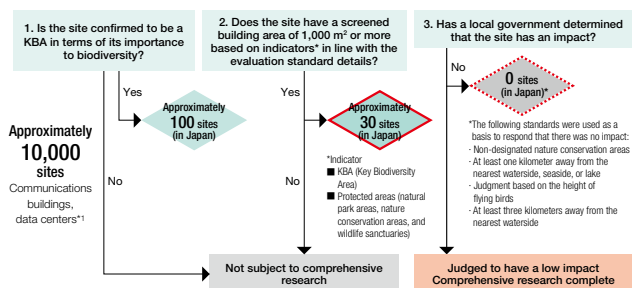 1. Is the site confirmed to be a
KBA in terms of its importance
to biodiversity?
2. Does the site have a screened
building area of 1,000 m² or more
based on indicators* in line with the
evaluation standard details?
3. Has a local government determined
that the site has an impact?
Approximately
10,000
sites
Communications
buildings,
data centers*1
Yes
Approximately
100 sites
(in Japan)
No
Yes
Approximately
30 sites
(in Japan)
*Indicator
■ KBA (Key Biodiversity
Area)
■ Protected areas (natural
park areas, nature
conservation areas, and
wildlife sanctuaries)
No
Not subject to comprehensive
research
No
0 sites
(in Japan)*
*The following standards were used as a
basis to respond that there was no impact:
· Non-designated nature conservation areas
· At least one kilometer away from the
nearest waterside, seaside, or lake
· Judgment based on the height of
flying birds
· At least three kilometers away from the
nearest waterside
Judged to have a low impact
Comprehensive research complete